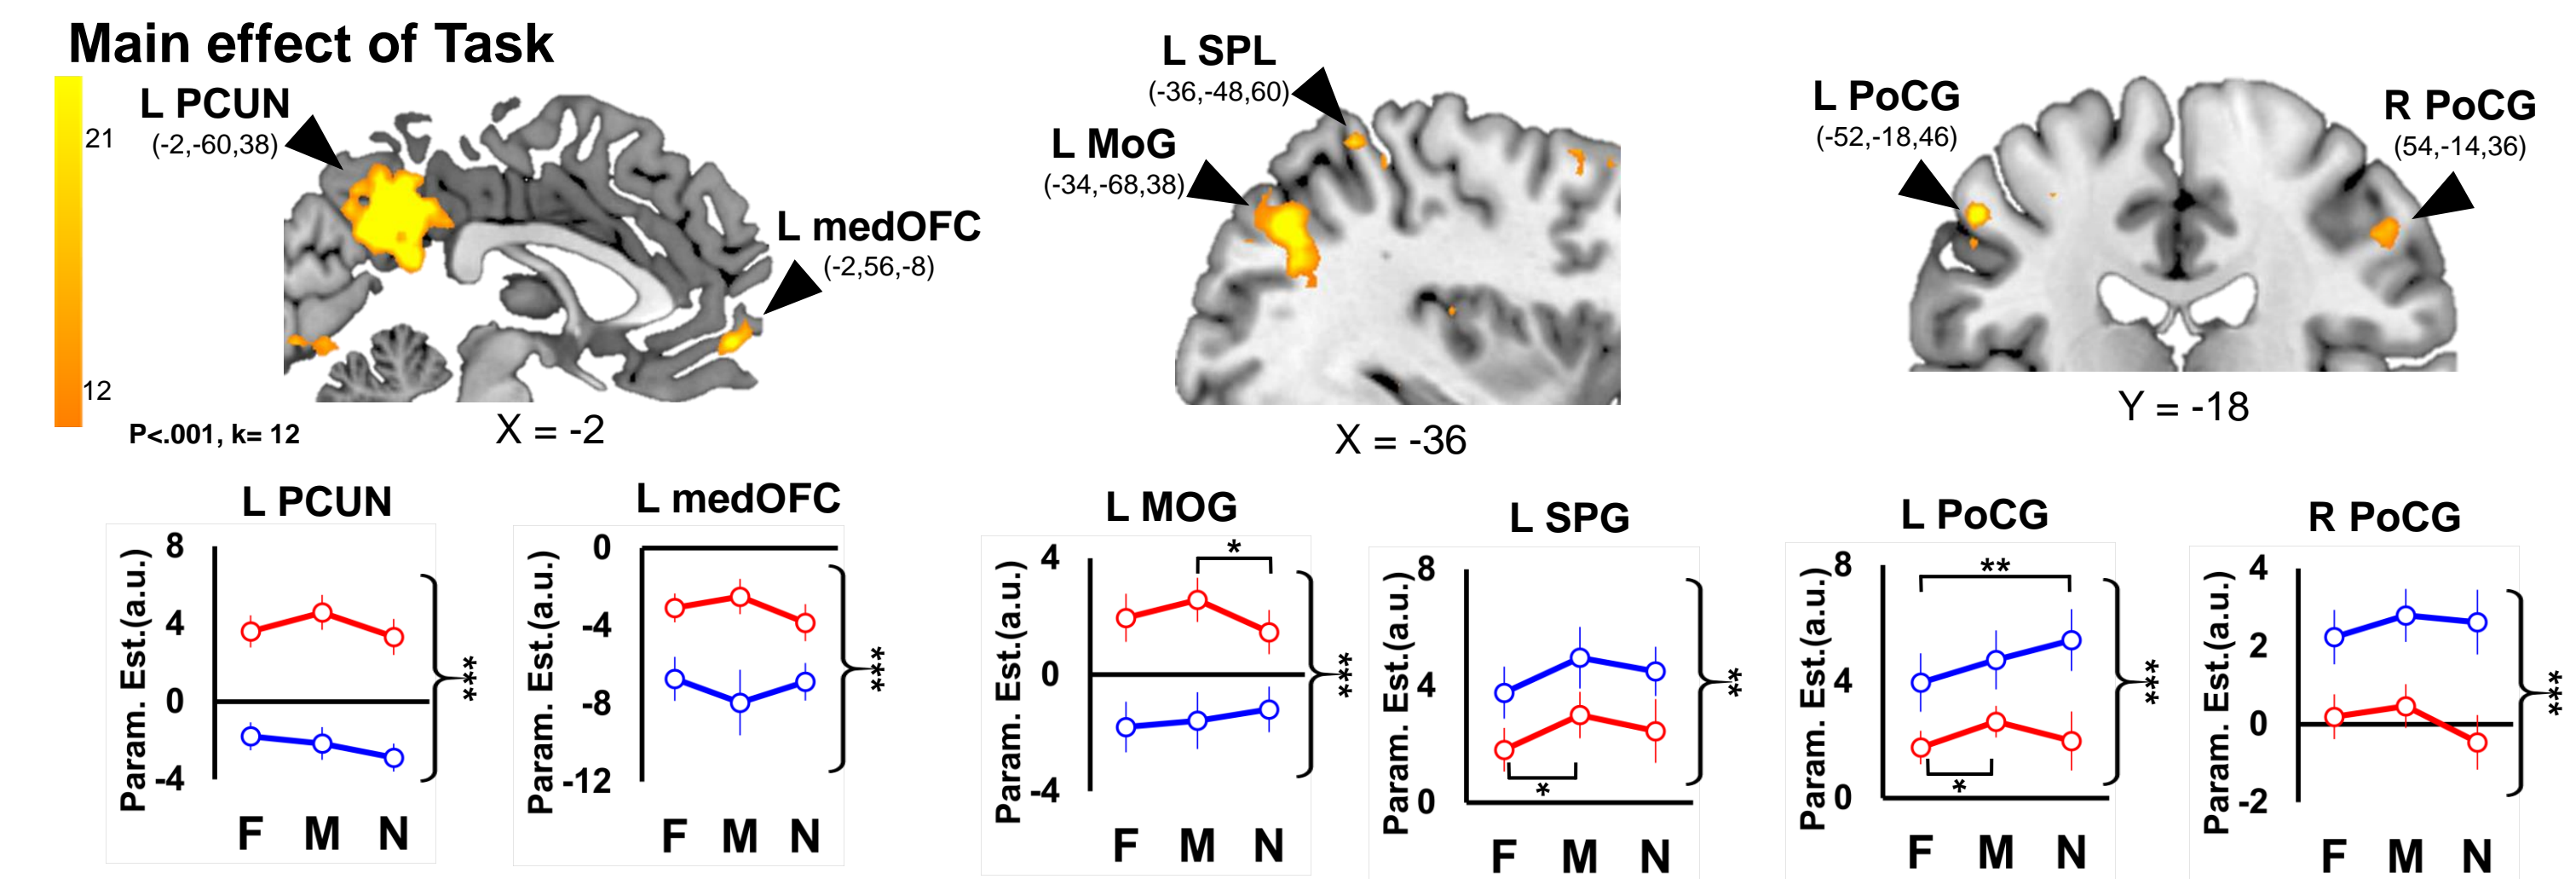 Main effect of Task
21
12
P<.001, k= 12
L PCUN
(-2,-60,38)
L medOFC
(-2,56,-8)
X = -2
L SPL
(-36,-48,60)
L MoG
(-34,-68,38)
X = -36
L PoCG
(-52,-18,46)
R PoCG
(54,-14,36)
Y = -18
L PCUN
Param. Est.(a.u.)
8
4
0
-4
***
F M N
L medOFC
Param. Est.(a.u.)
0
-4
-8
-12
***
F M N
L MOG
Param. Est.(a.u.)
4
0
-4
*
***
F M N
L SPG
Param. Est.(a.u.)
8
4
0
*
**
F M N
L PoCG
Param. Est.(a.u.)
8
4
0
**
*
***
F M N
R PoCG
Param. Est.(a.u.)
4
2
0
-2
***
F M N